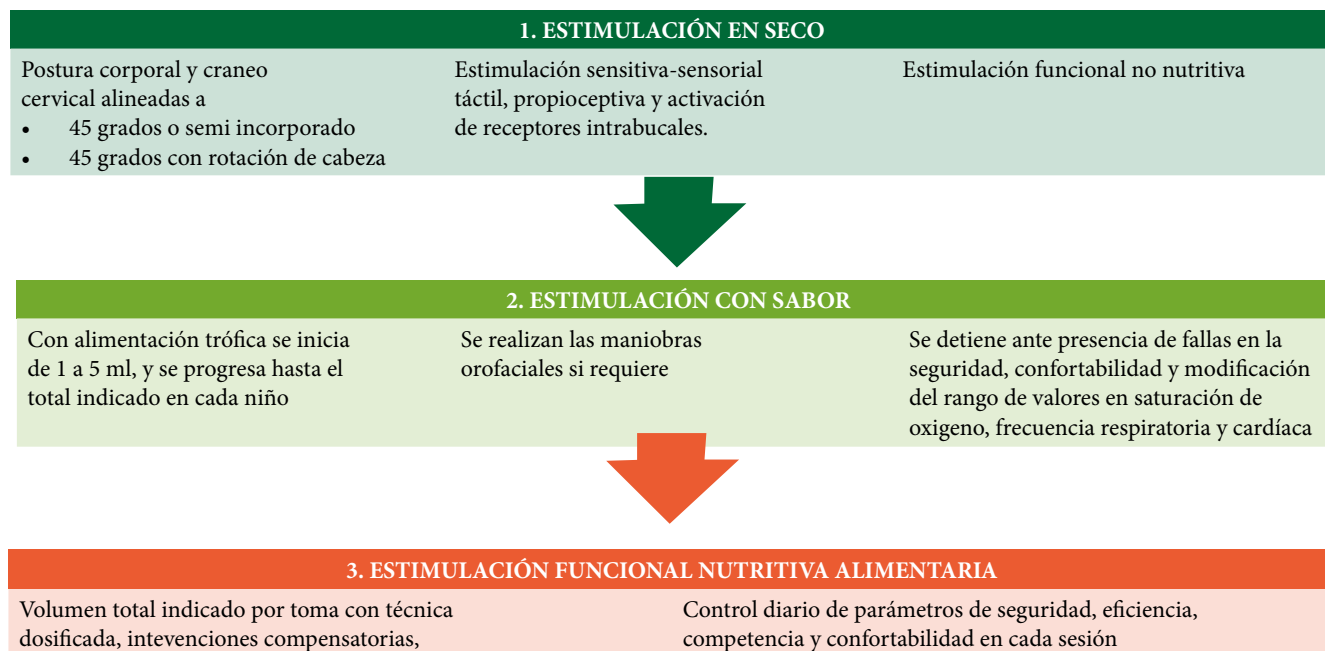 1. ESTIMULACIÓN EN SECO
Postura corporal y craneo
cervical alineadas a
• 45 grados o semi incorporado
• 45 grados con rotación de cabeza
Estimulación sensitiva-sensorial
táctil, propioceptiva y activación
de receptores intrabucales.
Estimulación funcional no nutritiva
2. ESTIMULACIÓN CON SABOR
Con alimentación trófica se inicia
de 1 a 5 ml, y se progresa hasta el
total indicado en cada niño
Se realizan las maniobras
orofaciales si requiere
Se detiene ante presencia de fallas en la
seguridad, confortabilidad y modificación
del rango de valores en saturación de
oxigeno, frecuencia respiratoria y cardíaca
3. ESTIMULACIÓN FUNCIONAL NUTRITIVA ALIMENTARIA
Volumen total indicado por toma con técnica
dosificada, intevenciones compensatorias,
Control diario de parámetros de seguridad, eficiencia,
competencia y confortabilidad en cada sesión